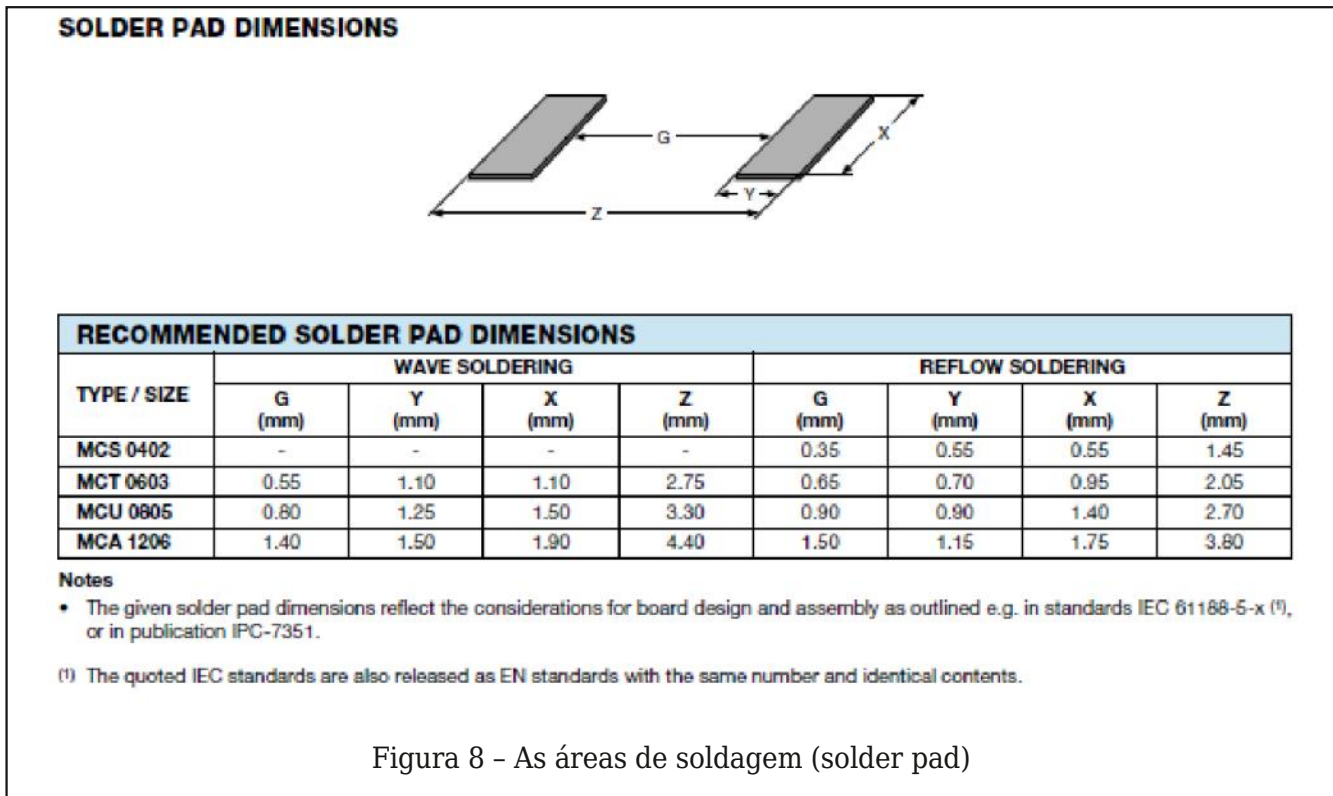 SOLDER PAD DIMENSIONS
G
X
Y
Z
RECOMMENDED SOLDER PAD DIMENSIONS
TYPE / SIZE WAVE SOLDERING REFLOW SOLDERING
G (mm) Y (mm) X (mm) Z (mm) G (mm) Y (mm) X (mm) Z (mm)
MCS 0402 - - - - 0.35 0.55 0.55 1.45
MCT 0603 0.55 1.10 1.10 2.75 0.65 0.70 0.95 2.05
MCU 0805 0.80 1.25 1.50 3.30 0.90 0.90 1.40 2.70
MCA 1206 1.40 1.50 1.90 4.40 1.50 1.15 1.75 3.80
Notes
• The given solder pad dimensions reflect the considerations for board design and assembly as outlined e.g. in standards IEC 61188-5-x (1),
or in publication IPC-7351.
(1) The quoted IEC standards are also released as EN standards with the same number and identical contents.
Figura 8 – As áreas de soldagem (solder pad)